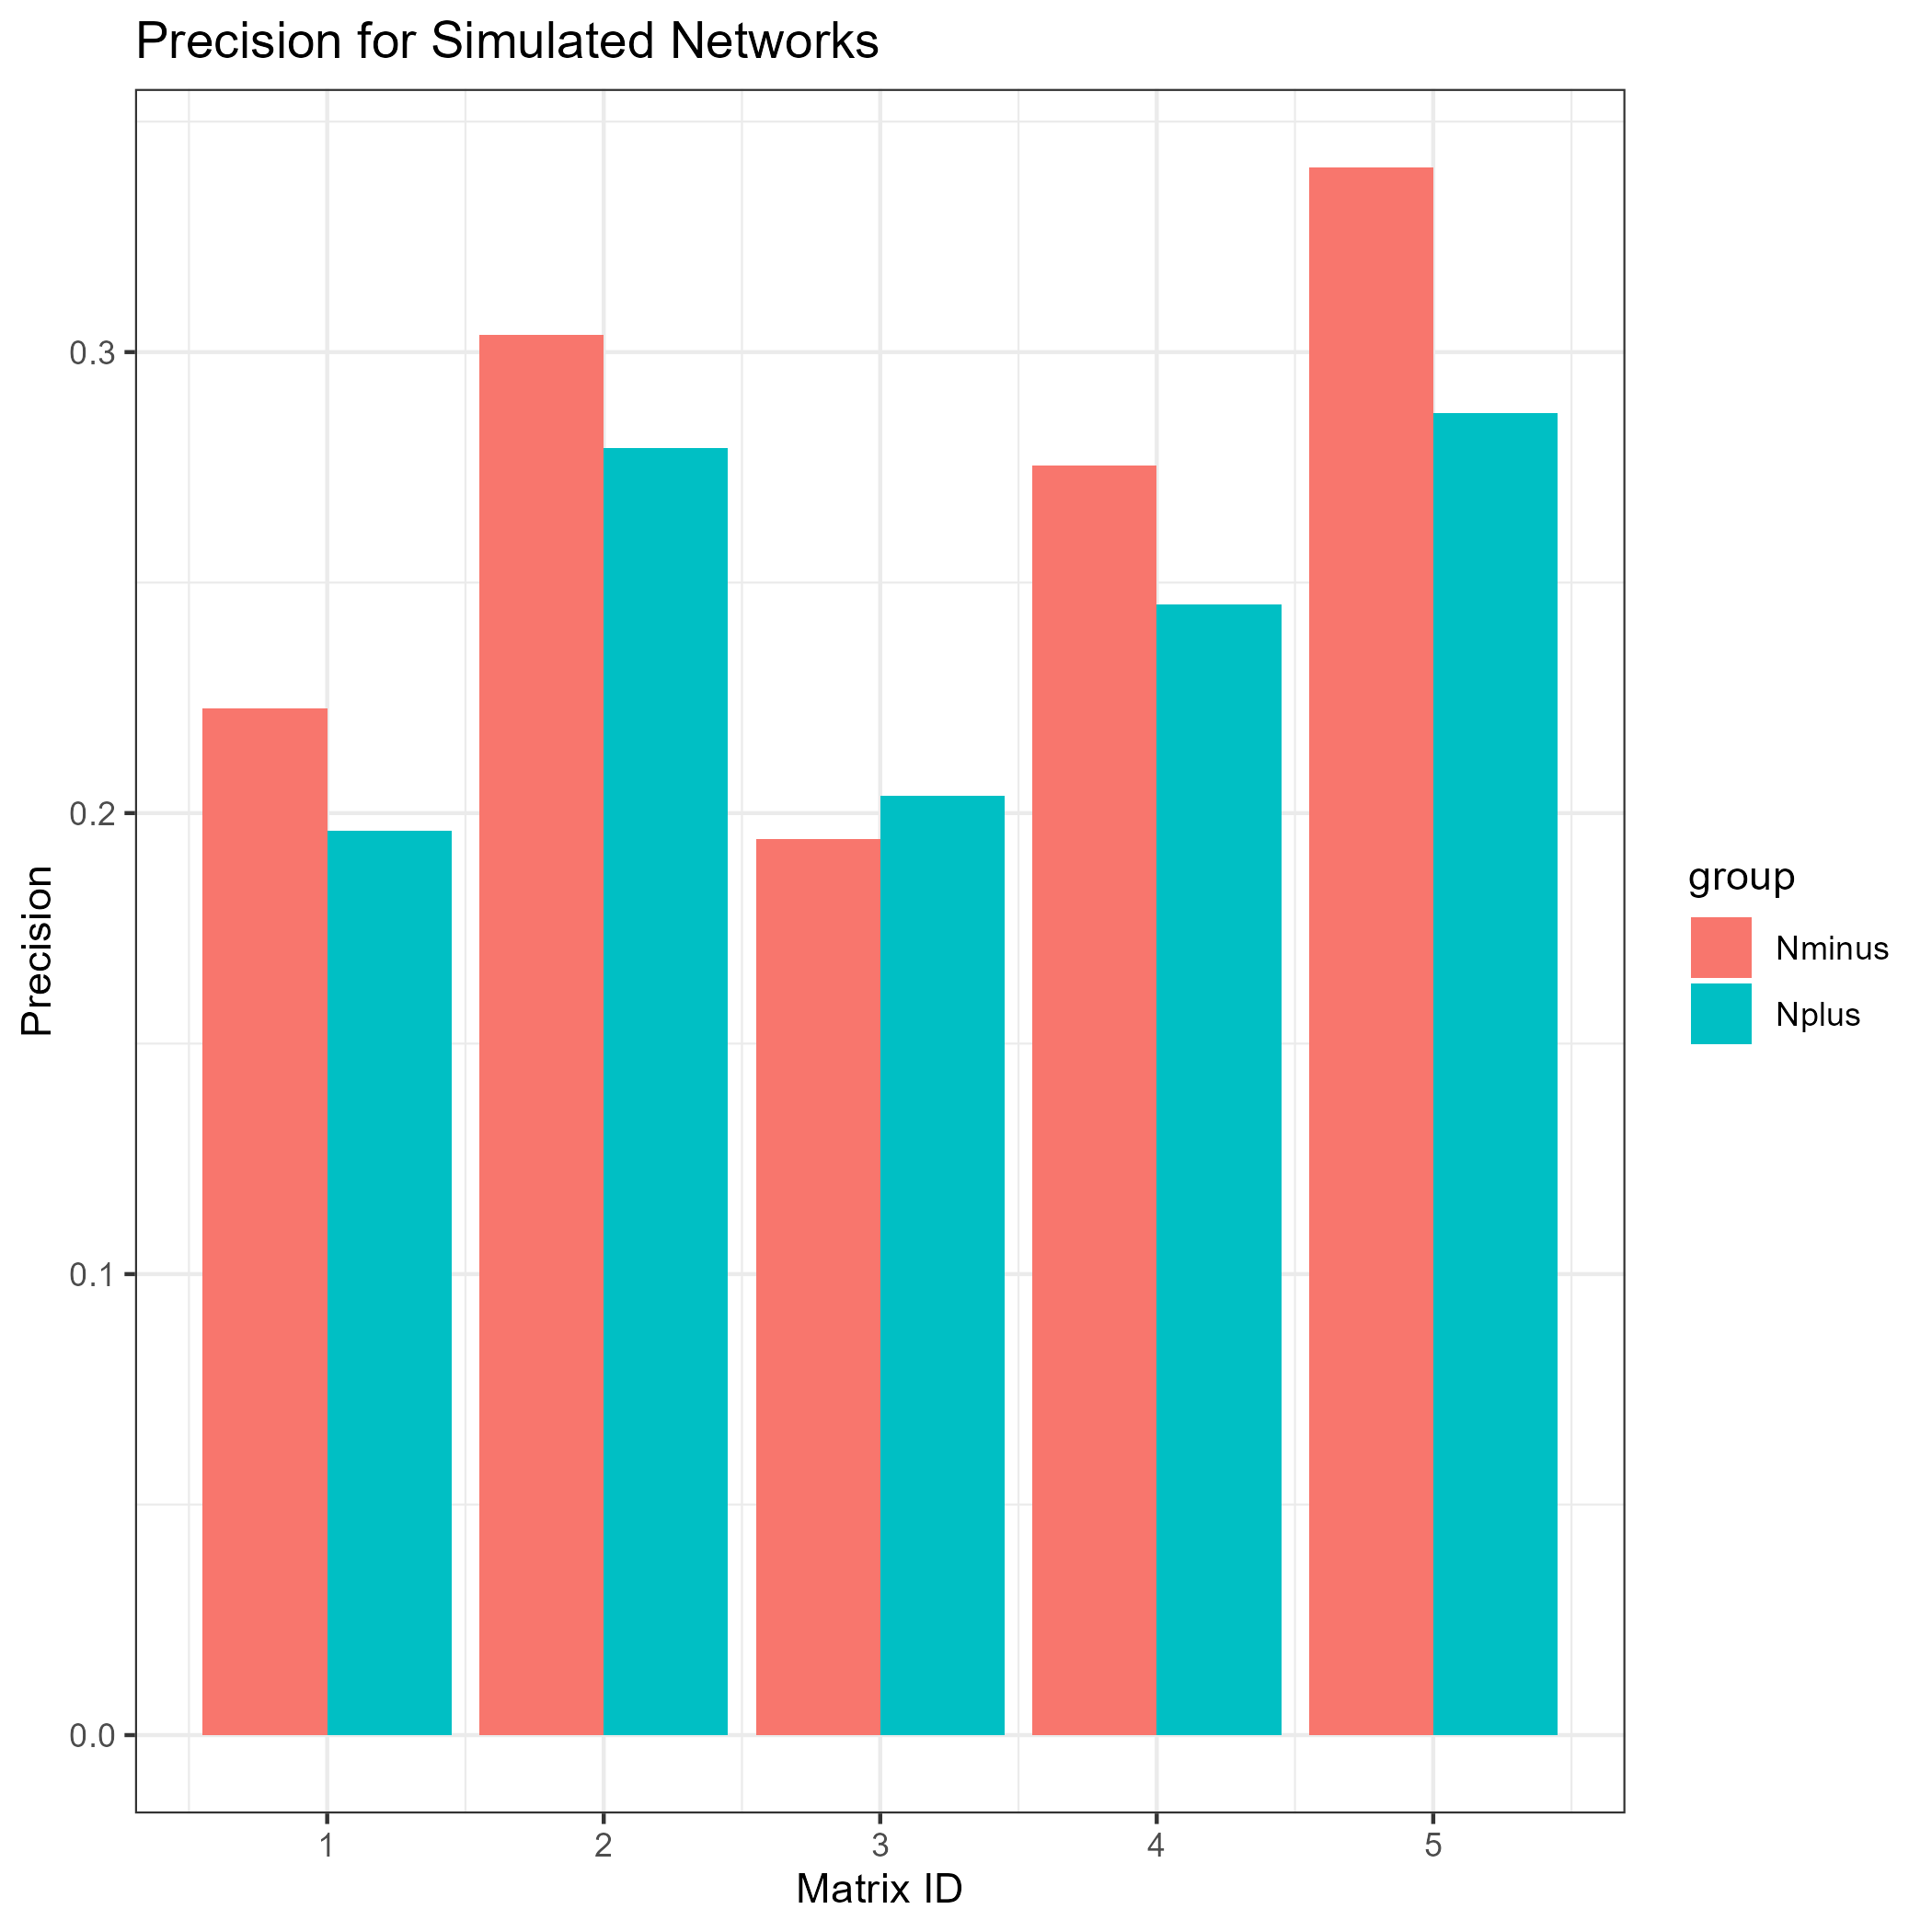 Precision for Simulated Networks
Precision
0.3
0.2
0.1
0.0
1 2 3 4 5
Matrix ID
group
Nminus
Nplus